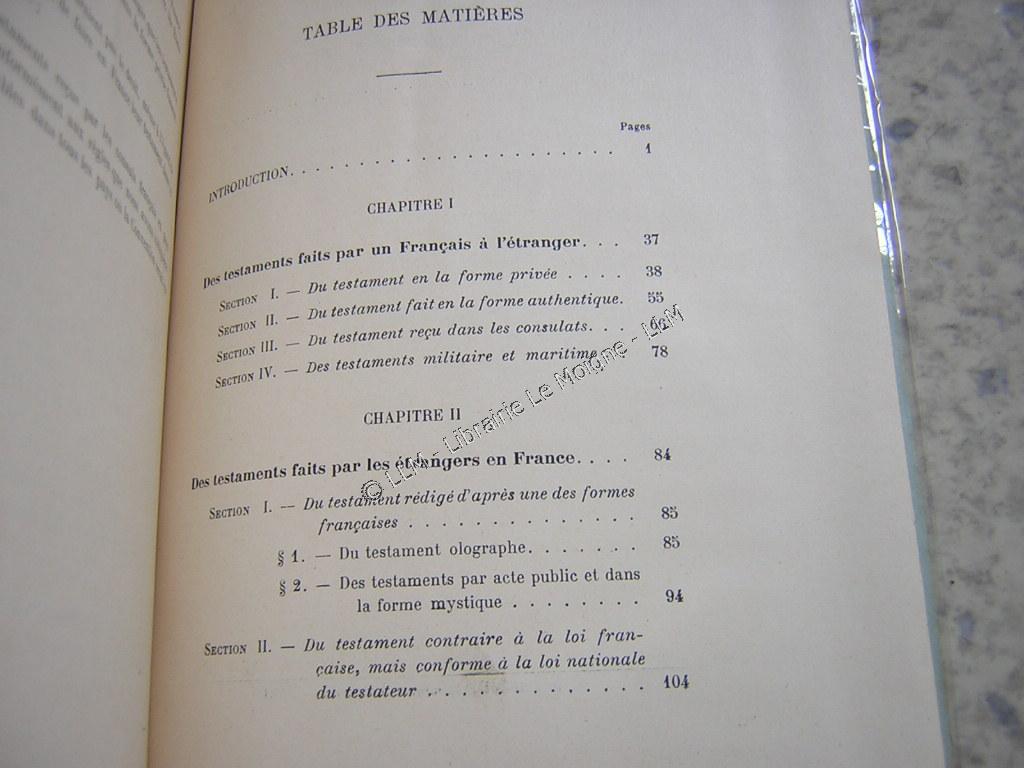 TABLE DES MATIÈRES
Pages
INTRODUCTION. . . . . . . . . . . . . . . . . . . . 1
CHAPITRE I
Des testaments faits par un Français à l'étranger. . . 37
SECTION I. — Du testament en la forme privée . . . . 38
SECTION II. — Du testament fait en la forme authentique. 55
SECTION III. — Du testament reçu dans les consulats. . .
SECTION IV. — Des testaments militaire et maritime 78
CHAPITRE II
Des testaments faits par les étrangers en France. . . . 84
SECTION I. — Du testament rédigé d'après une des formes
françaises . . . . . . . . . . . . . . 85
§ 1. — Du testament olographe. . . . . . . 85
§ 2. — Des testaments par acte public et dans
la forme mystique . . . . . . . . 94
SECTION II. — Du testament contraire à la loi fran-
çaise, mais conforme à la loi nationale
du testateur . . . . . . . . . . . . . 104
© LLM - Librairie Le Moigne - LLM